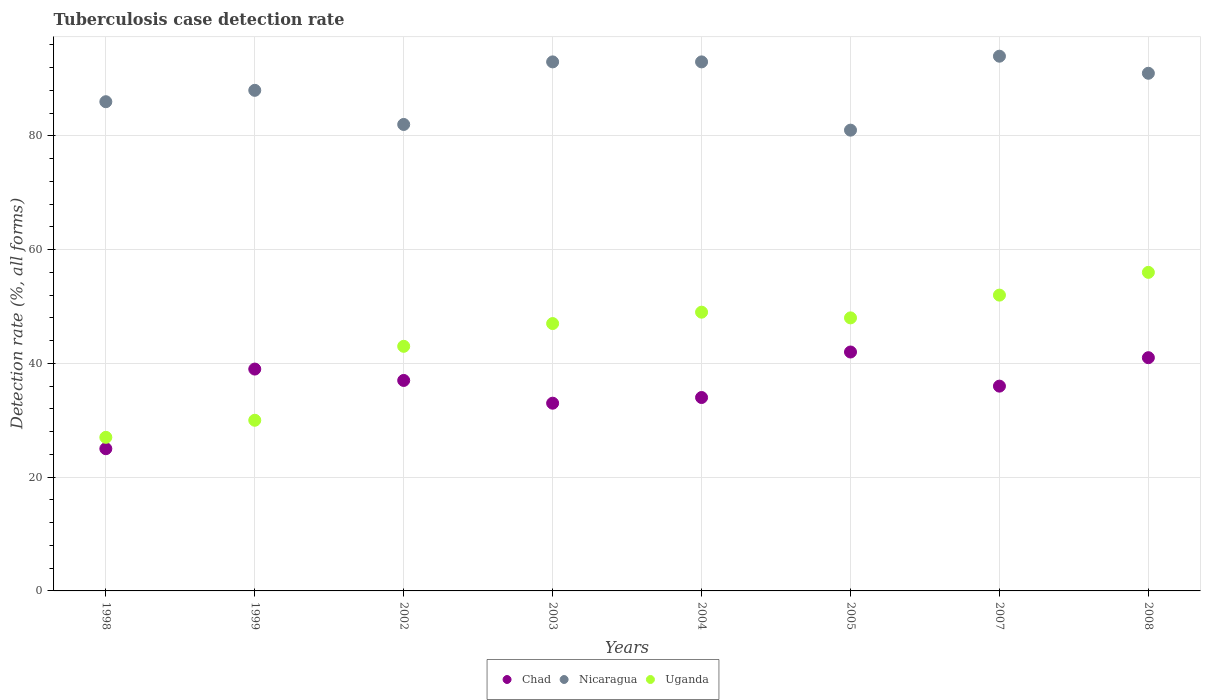 Tuberculosis case detection rate
Detection rate (%, all forms)
80
60
40
20
0
1998 1999 2002 2003 2004 2005 2007 2008
Years
Chad Nicaragua Uganda